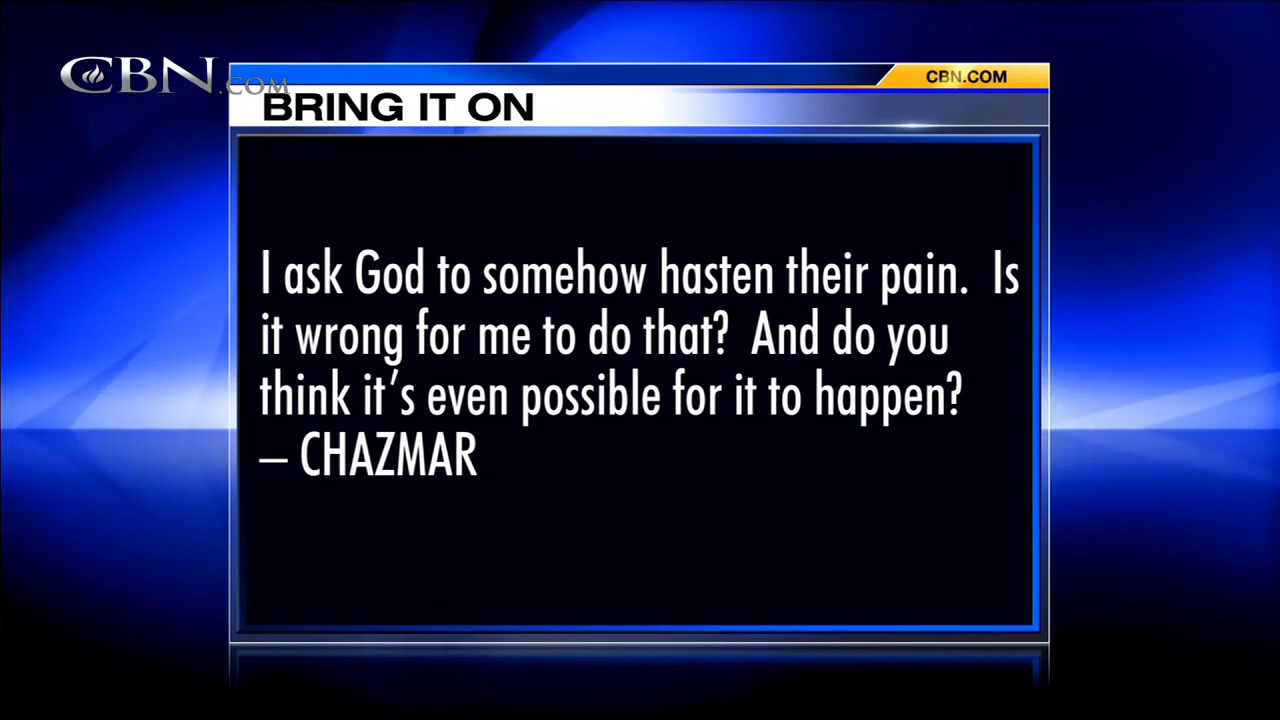 CBN.COM
CBN.COM
BRING IT ON
I ask God to somehow hasten their pain.  Is
it wrong for me to do that?  And do you
think it’s even possible for it to happen?
– CHAZMAR